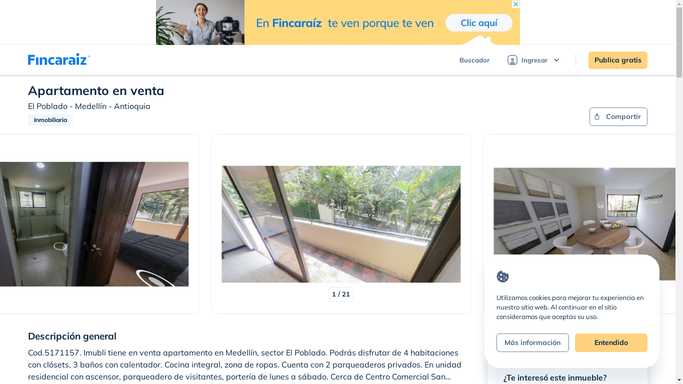 En Fincaraíz te ven porque te ven
Clic aquí
Fincaraíz
Buscador
Ingresar
Publica gratis
Apartamento en venta
El Poblado - Medellín - Antioquia
Inmobiliaria
Compartir
1 / 21
Utilizamos cookies para mejorar tu experiencia en
nuestro sitio web. Al continuar en el sitio
consideramos que aceptas su uso.
Más información
Entendido
Descripción general
Cod.5171157. Imubli tiene en venta apartamento en Medellín, sector El Poblado. Podrás disfrutar de 4 habitaciones
con clósets, 3 baños con calentador. Cocina integral, zona de ropas. Cuenta con 2 parqueaderos privados. En unidad
residencial con ascensor, parqueadero de visitantes, portería de lunes a sábado. Cerca de Centro Comercial San...
¿Te interesó este inmueble?